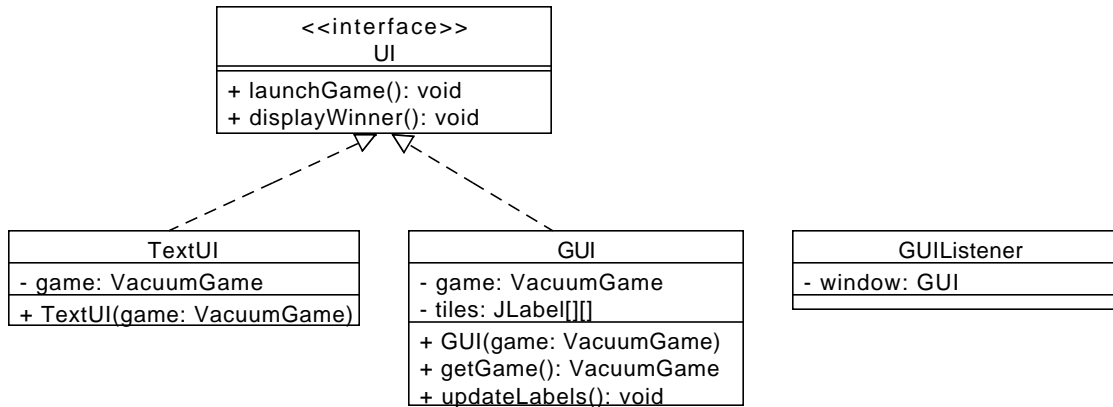 <<interface>>
UI
+ launchGame(): void
+ displayWinner(): void
TextUI
- game: VacuumGame
+ TextUI(game: VacuumGame)
GUI
- game: VacuumGame
- tiles: JLabel[][]
+ GUI(game: VacuumGame)
+ getGame(): VacuumGame
+ updateLabels(): void
GUIListener
- window: GUI